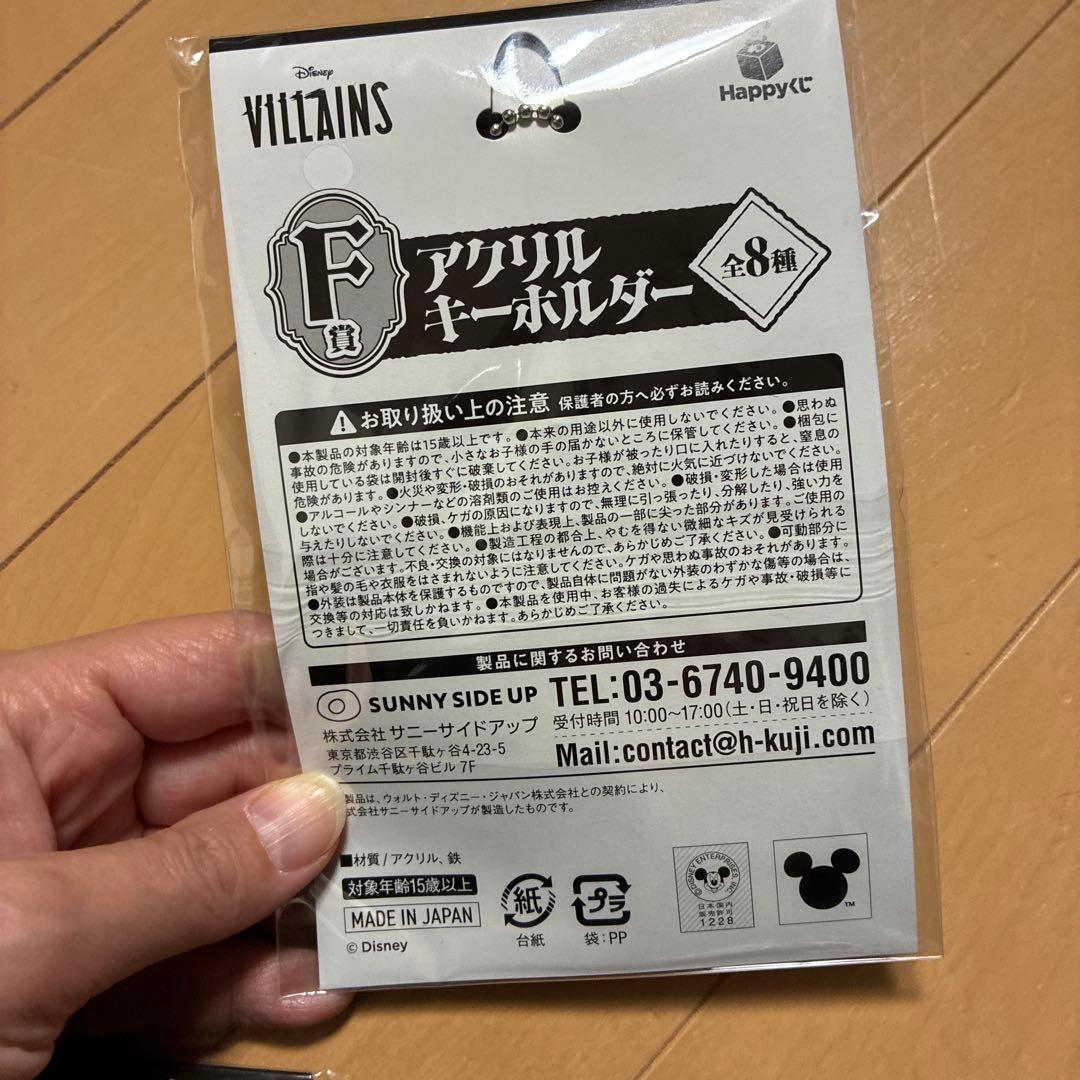 Disney
VILLAINS
Happyくじ
F賞
アクリル
キーホルダー
全8種
お取り扱い上の注意 保護者の方へ必ずお読みください。
●本製品の対象年齢は15歳以上です。●本来の用途以外に使用しないでください。●思わぬ
事故の危険がありますので、小さなお子様の手の届かないところに保管してください。●梱包に
使用している袋は開封後すぐに破棄してください。お子様が被ったり口に入れたりすると、窒息の
危険があります。●火災や変形・破損のおそれがありますので、絶対に火気に近づけないでください。
●アルコールやシンナーなどの溶剤類のご使用はお控えください。●破損・変形した場合は使用
しないでください。●破損、ケガの原因になりますので、無理に引っ張ったり、分解したり、強い力を
与えたりしないでください。●機能上および表現上、製品の一部に尖った部分があります。ご使用の
際は十分に注意してください。●製造工程の都合上、やむを得ない微細なキズが見受けられる
場合がございます。不良・交換の対象にはなりませんので、あらかじめご了承ください。●可動部分に
指や髪の毛や衣服をはさまれないように注意してください。ケガや思わぬ事故のおそれがあります。
●外装は製品本体を保護するものですので、製品自体に問題がない外装のわずかな傷等の場合は、
交換等の対応は致しかねます。●本製品を使用中、お客様の過失によるケガや事故・破損等に
つきまして、一切責任を負いかねます。あらかじめご了承ください。
製品に関するお問い合わせ
SUNNY SIDE UP
株式会社サニーサイドアップ
東京都渋谷区千駄ヶ谷4-23-5
プライム千駄ヶ谷ビル 7F
TEL:03-6740-9400
受付時間 10:00~17:00(土・日・祝日を除く)
Mail:contact@h-kuji.com
製品は、ウォルト・ディズニー・ジャパン株式会社との契約により、
式会社サニーサイドアップが製造したものです。
■材質/アクリル、鉄
対象年齢15歳以上
MADE IN JAPAN
© Disney
紙
台紙
プラ
袋:PP
©DISNEY ENTERPRISES, INC.
日本国内
販売許可
1228
TM